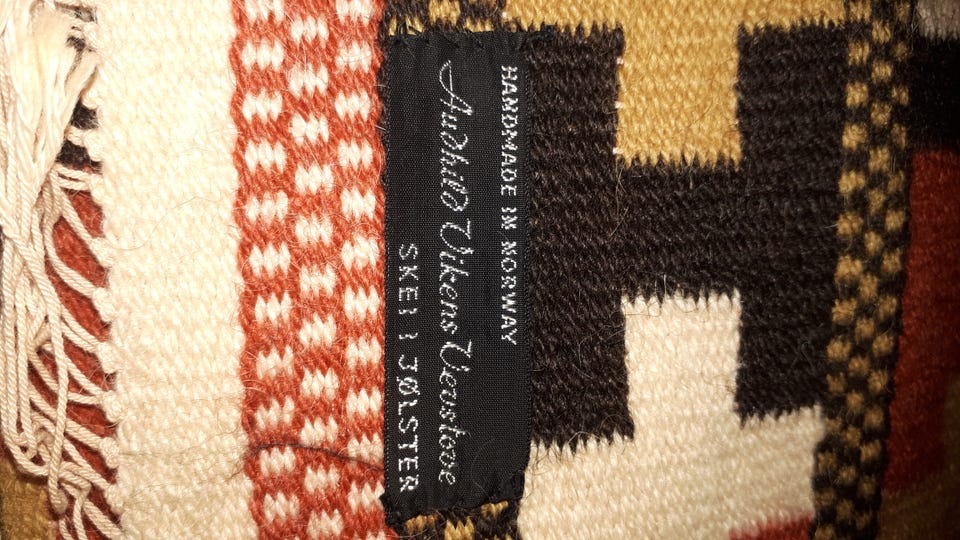 HANDMADE IN NORWAY
Audhild Vikens Vevstove
SKEI I JØLSTER